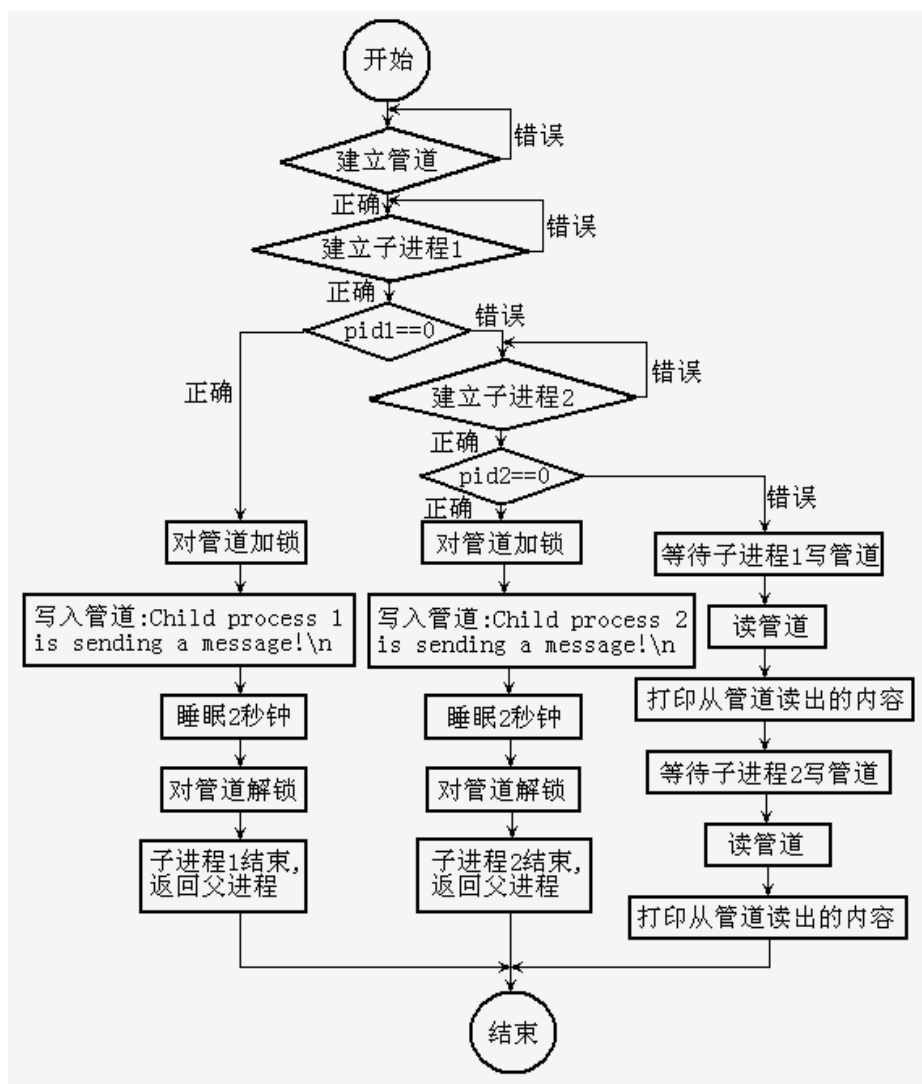 开始
错误
建立管道
正确
错误
建立子进程1
正确
pid1==0
错误
正确
错误
建立子进程2
正确
pid2==0
正确
错误
对管道加锁
写入管道:Child process 1
is sending a message!\n
睡眠2秒钟
对管道解锁
子进程1结束,
返回父进程
对管道加锁
写入管道:Child process 2
is sending a message!\n
睡眠2秒钟
对管道解锁
子进程2结束,
返回父进程
等待子进程1写管道
读管道
打印从管道读出的内容
等待子进程2写管道
读管道
打印从管道读出的内容
结束